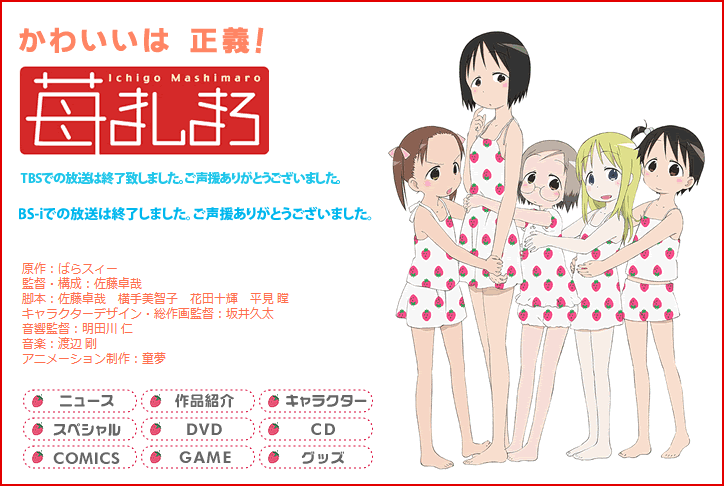 かわいいは 正義!
Ichigo Mashimaro
苺ましまろ
TBSでの放送は終了致しました。ご声援ありがとうございました。
BS-iでの放送は終了しました。ご声援ありがとうございました。
原作：ばらスィー
監督・構成：佐藤卓哉
脚本：佐藤卓哉　横手美智子　花田十輝　平見 瞠
キャラクターデザイン・総作画監督：坂井久太
音響監督：明田川 仁
音楽：渡辺 剛
アニメーション制作：童夢
ニュース 作品紹介 キャラクター
スペシャル DVD CD
COMICS GAME グッズ